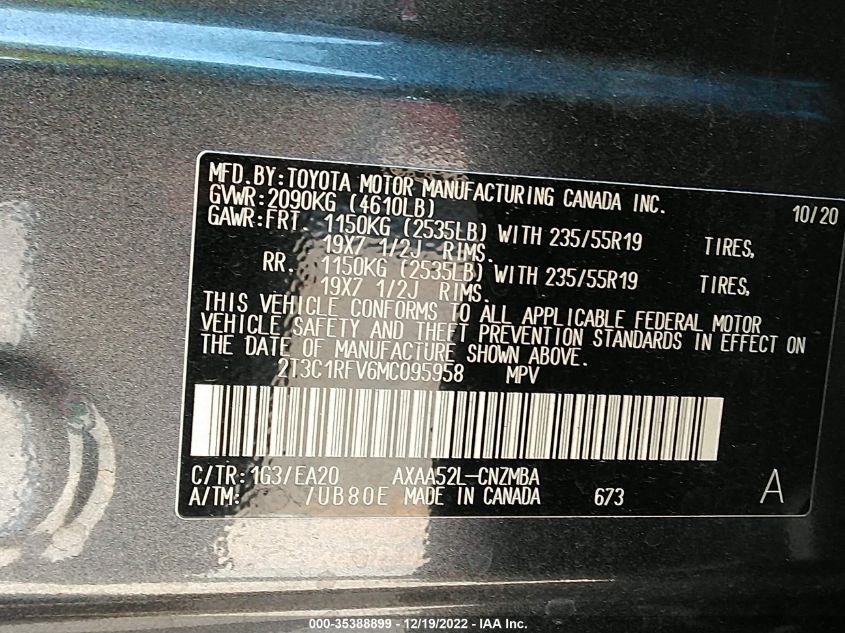 MFD.BY:TOYOTA MOTOR MANUFACTURING CANADA INC.
GVWR:2090KG (4610LB) 10/20
GAWR:FRT. 1150KG (2535LB) WITH 235/55R19 TIRES,
19X7 1/2J RIMS.
RR. 1150KG (2535LB) WITH 235/55R19 TIRES,
19X7 1/2J RIMS.
THIS VEHICLE CONFORMS TO ALL APPLICABLE FEDERAL MOTOR
VEHICLE SAFETY AND THEFT PREVENTION STANDARDS IN EFFECT ON
THE DATE OF MANUFACTURE SHOWN ABOVE.
2T3C1RFV6MC095958 MPV
C/TR:1G3/EA20 AXAA52L-CNZMBA
A/TM: /UB80E MADE IN CANADA 673 A
000-35388899 - 12/19/2022 - IAA Inc.